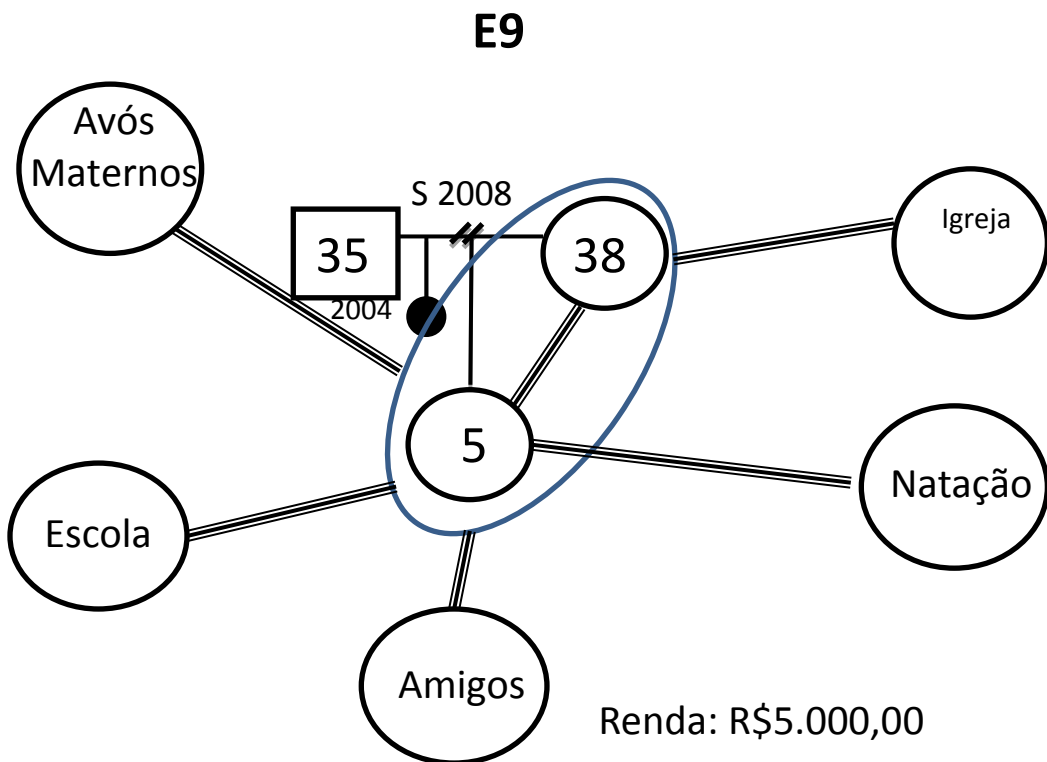 E9
Avós
Maternos
S 2008
Igreja
35
38
2004
5
Natação
Escola
Amigos
Renda: R$5.000,00